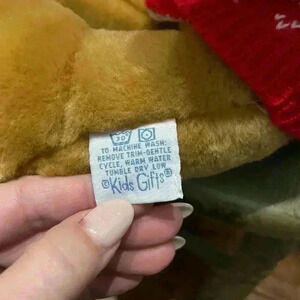 30
TO MACHINE WASH:
REMOVE TRIM-GENTLE
CYCLE, WARM WATER
TUMBLE DRY LOW
©Kids Gifts®